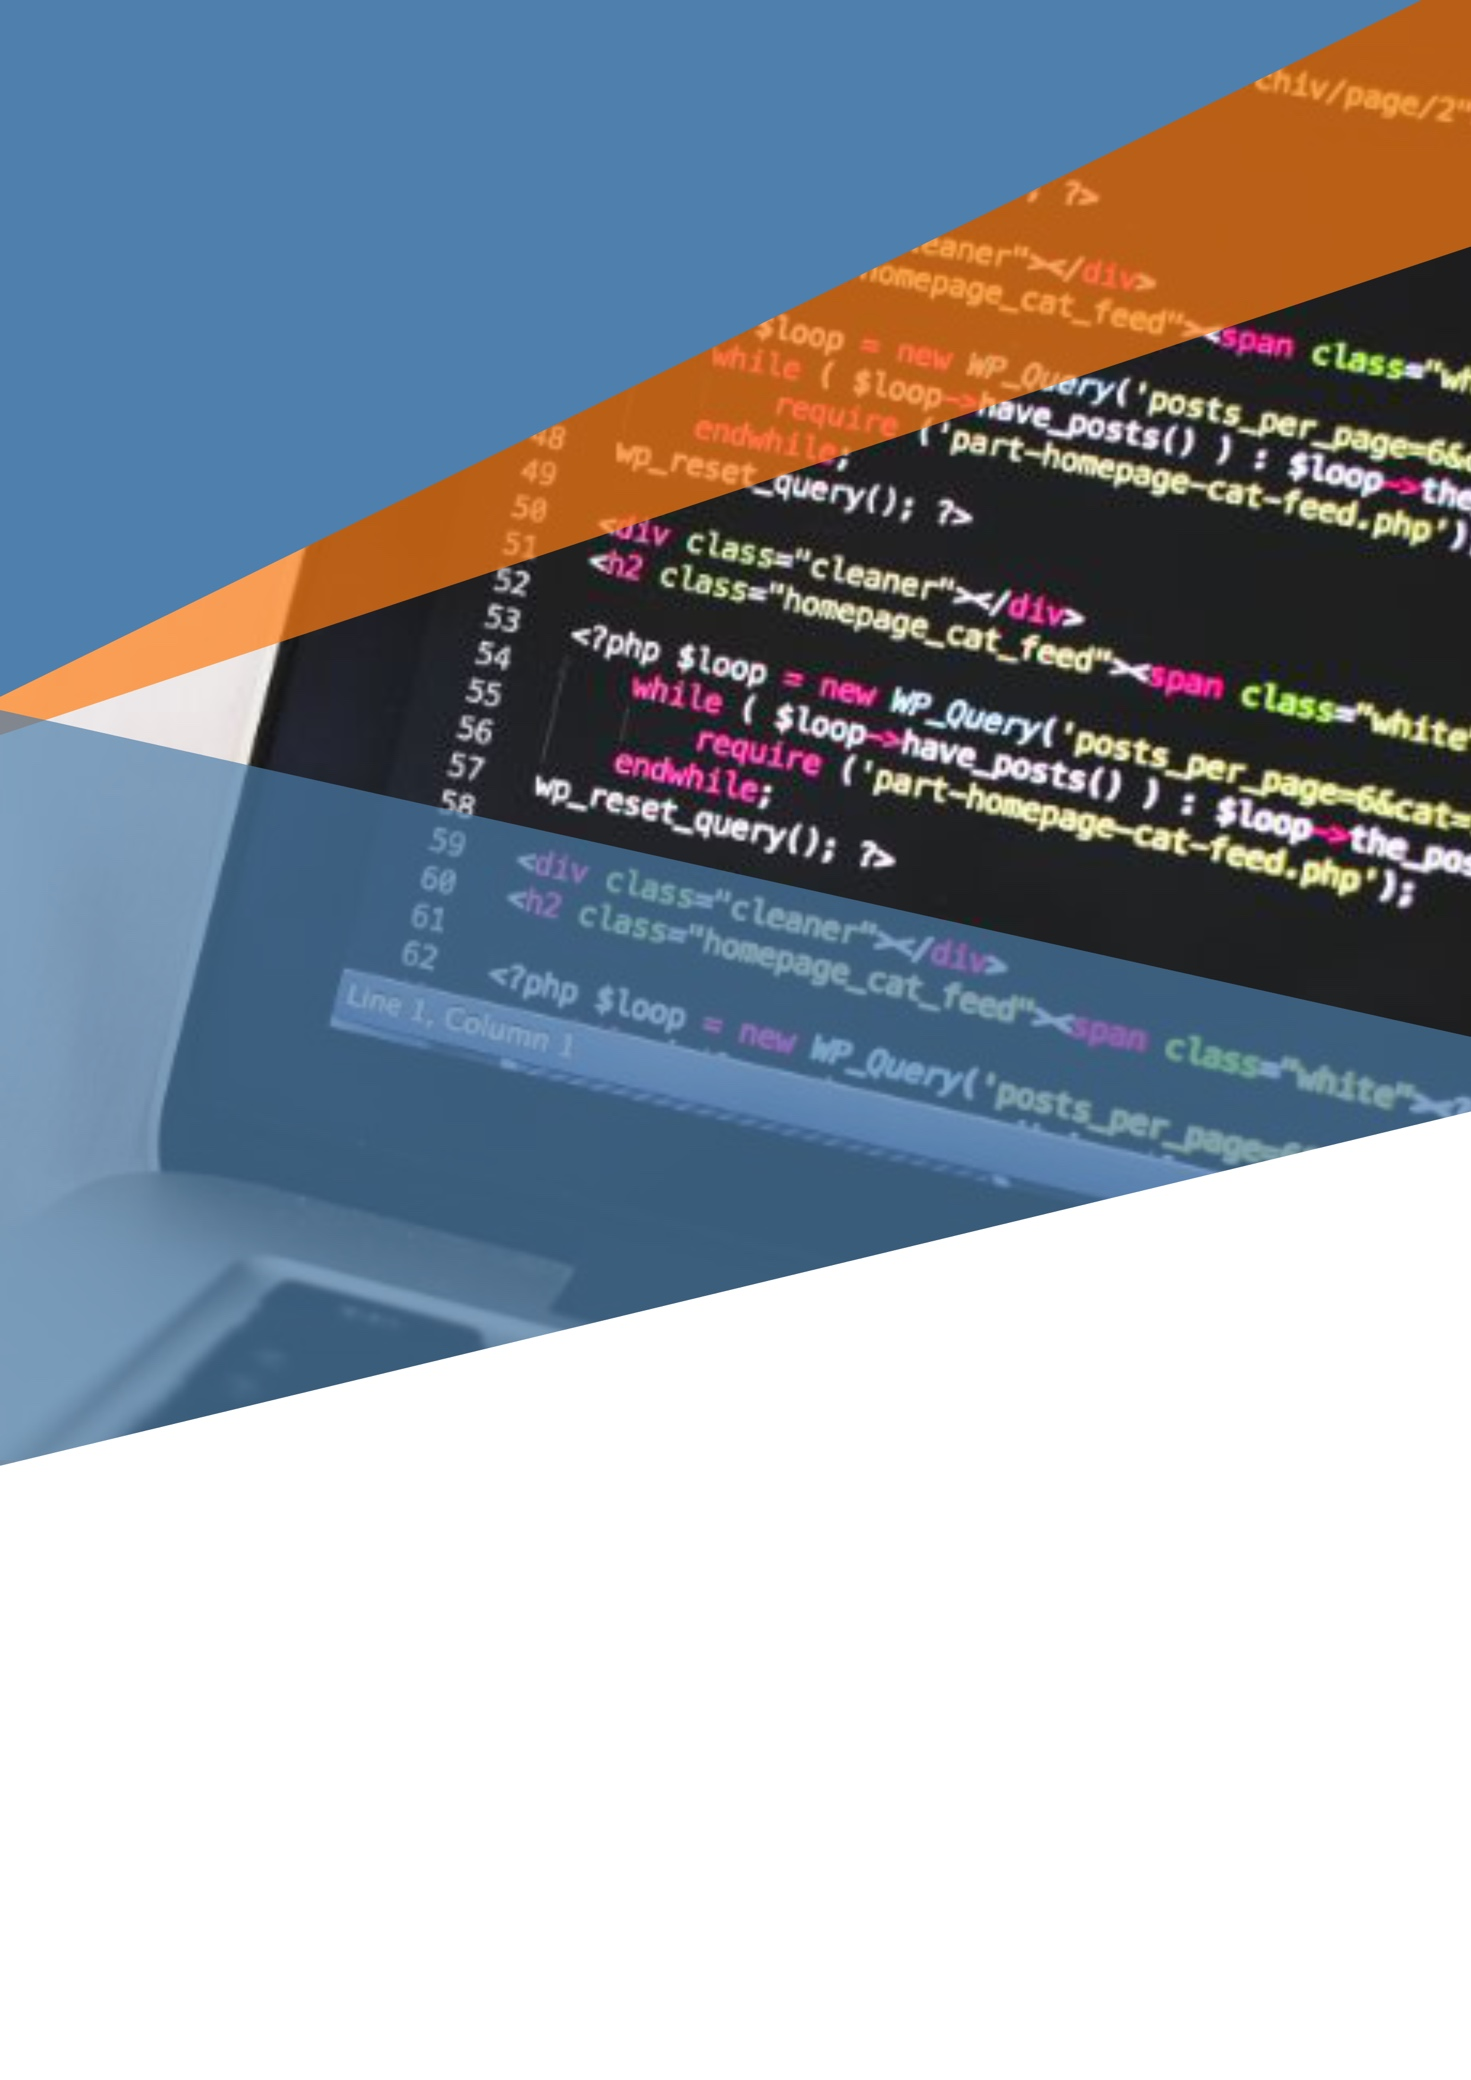 chiv/page/2"
; ?>
eaner"></div>
homepage_cat_feed"><span class="wh
$loop = new WP_Query('posts_per_page=6&c
while ( $loop->have_posts() ) : $loop->the
require ('part-homepage-cat-feed.php');
48 endwhile;
49 wp_reset_query(); ?>
50
51 <div class="cleaner"></div>
52 <h2 class="homepage_cat_feed"><span class="white"
53
54 <?php $loop = new WP_Query('posts_per_page=6&cat=
55 while ( $loop->have_posts() ) : $loop->the_pos
56 require ('part-homepage-cat-feed.php');
57 endwhile;
58 wp_reset_query(); ?>
59
60 <div class="cleaner"></div>
61 <h2 class="homepage_cat_feed"><span class="white"><
62
<?php $loop = new WP_Query('posts_per_page=
Line 1, Column 1